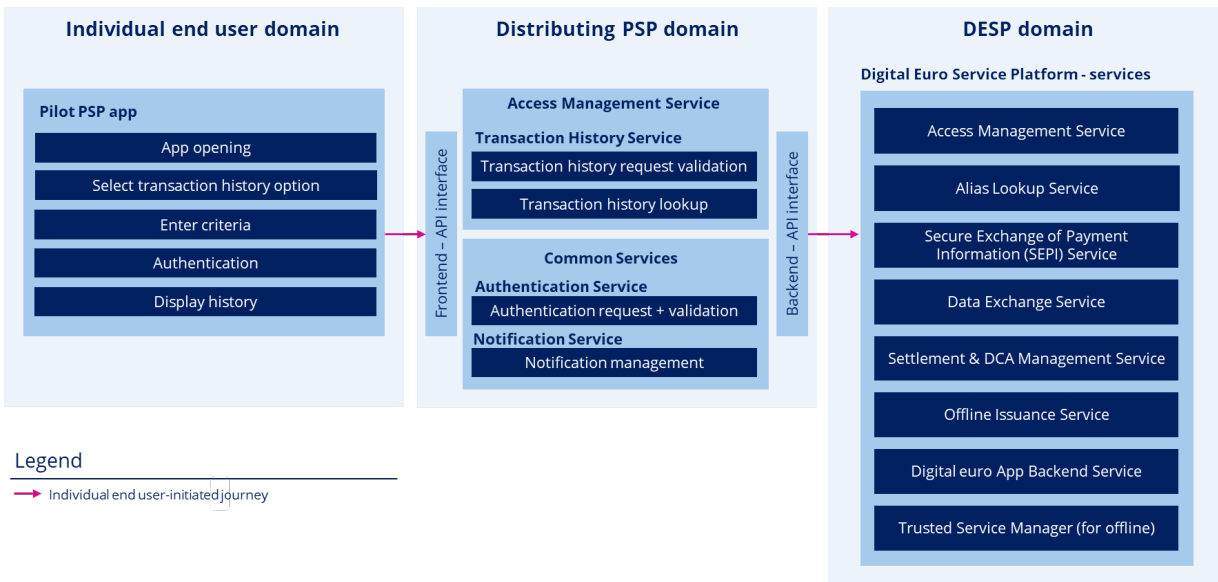 Individual end user domain
Pilot PSP app
App opening
Select transaction history option
Enter criteria
Authentication
Display history
Frontend – API interface
Distributing PSP domain
Access Management Service
Transaction History Service
Transaction history request validation
Transaction history lookup
Common Services
Authentication Service
Authentication request + validation
Notification Service
Notification management
Backend – API interface
DESP domain
Digital Euro Service Platform - services
Access Management Service
Alias Lookup Service
Secure Exchange of Payment
Information (SEPI) Service
Data Exchange Service
Settlement & DCA Management Service
Offline Issuance Service
Digital euro App Backend Service
Trusted Service Manager (for offline)
Legend
Individual end user-initiated journey